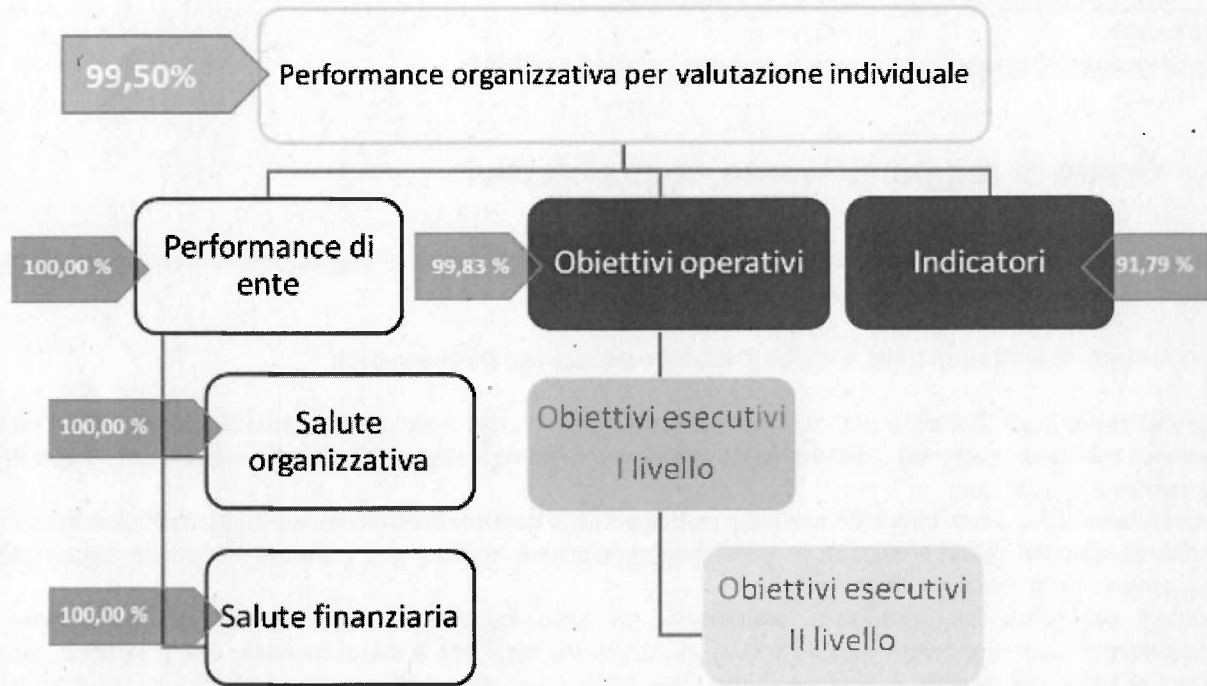 99,50%
Performance organizzativa per valutazione individuale
100,00 %
Performance di
ente
99,83 %
Obiettivi operativi
Indicatori
91,79 %
100,00 %
Salute
organizzativa
Obiettivi esecutivi
I livello
100,00 %
Salute finanziaria
Obiettivi esecutivi
II livello